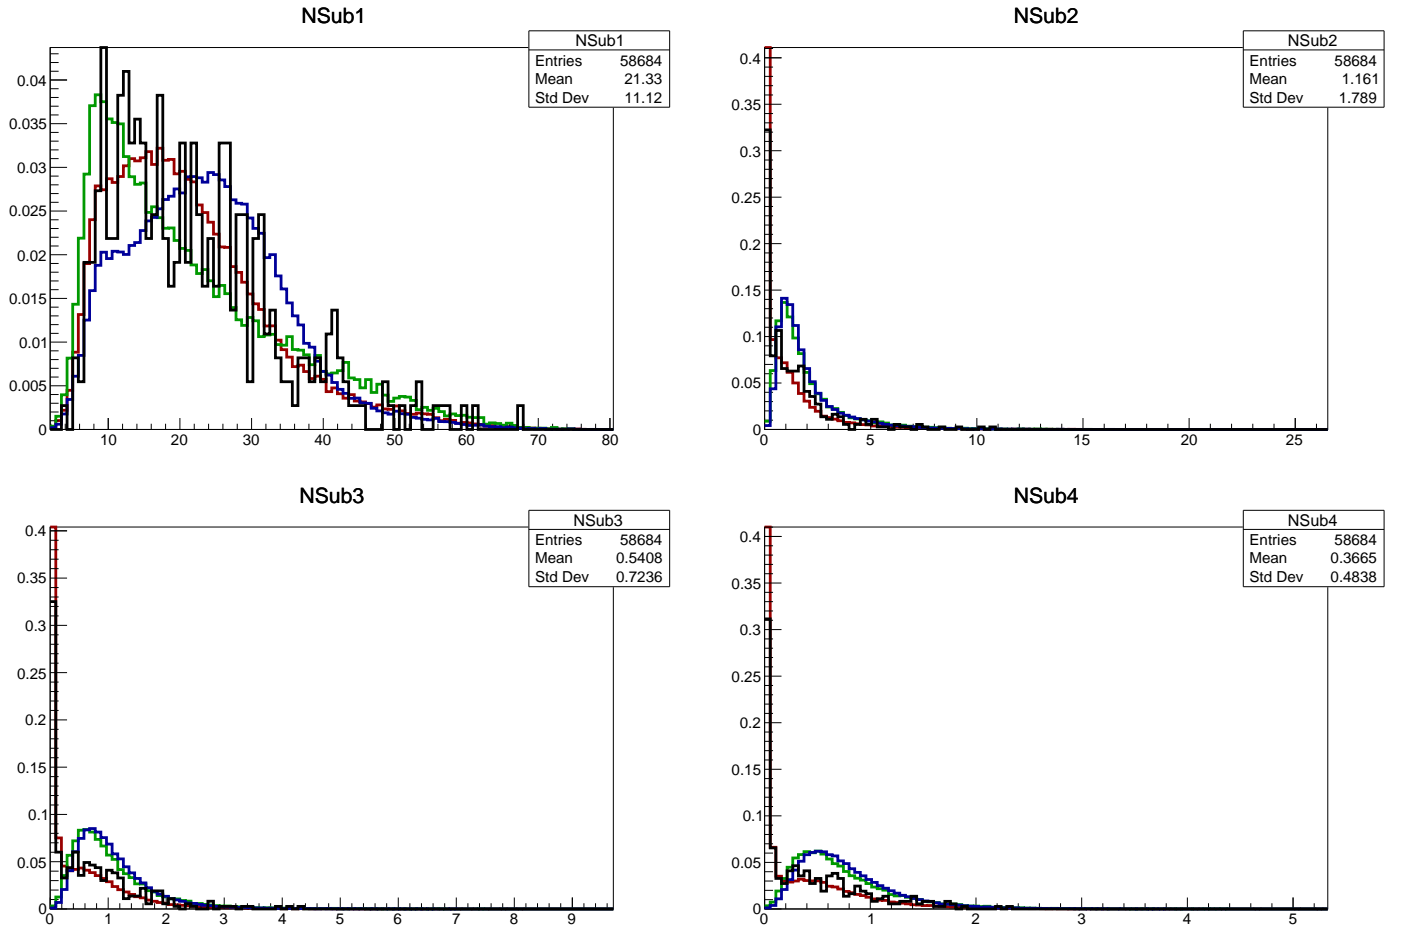 NSub1
NSub1
Entries 58684
Mean 21.33
Std Dev 11.12
0.04
0.035
0.03
0.025
0.02
0.015
0.01
0.005
0
10 20 30 40 50 60 70 80
NSub2
NSub2
Entries 58684
Mean 1.161
Std Dev 1.789
0.4
0.35
0.3
0.25
0.2
0.15
0.1
0.05
0
0 5 10 15 20 25
NSub3
NSub3
Entries 58684
Mean 0.5408
Std Dev 0.7236
0.4
0.35
0.3
0.25
0.2
0.15
0.1
0.05
0
0 1 2 3 4 5 6 7 8 9
NSub4
NSub4
Entries 58684
Mean 0.3665
Std Dev 0.4838
0.4
0.35
0.3
0.25
0.2
0.15
0.1
0.05
0
0 1 2 3 4 5